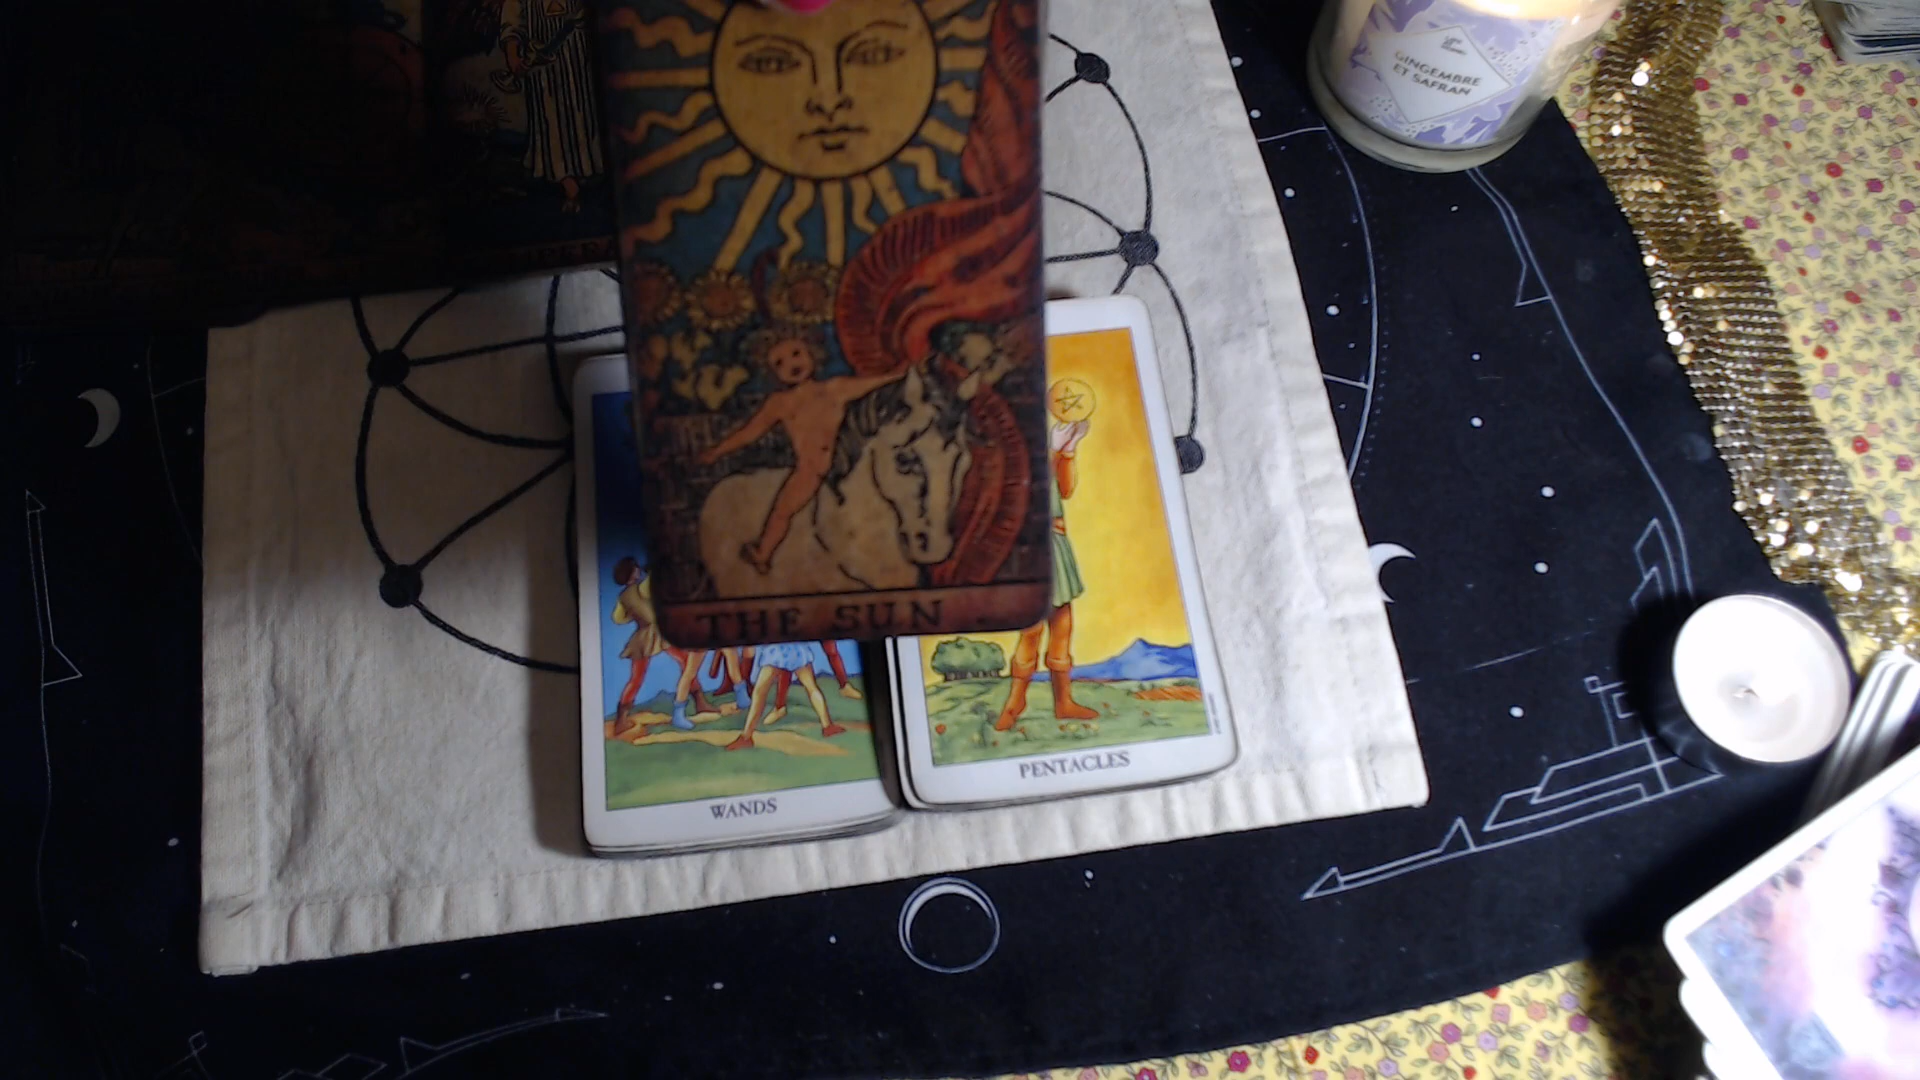 GINGEMBRE
ET SAFRAN
THE SUN
WANDS
PENTACLES